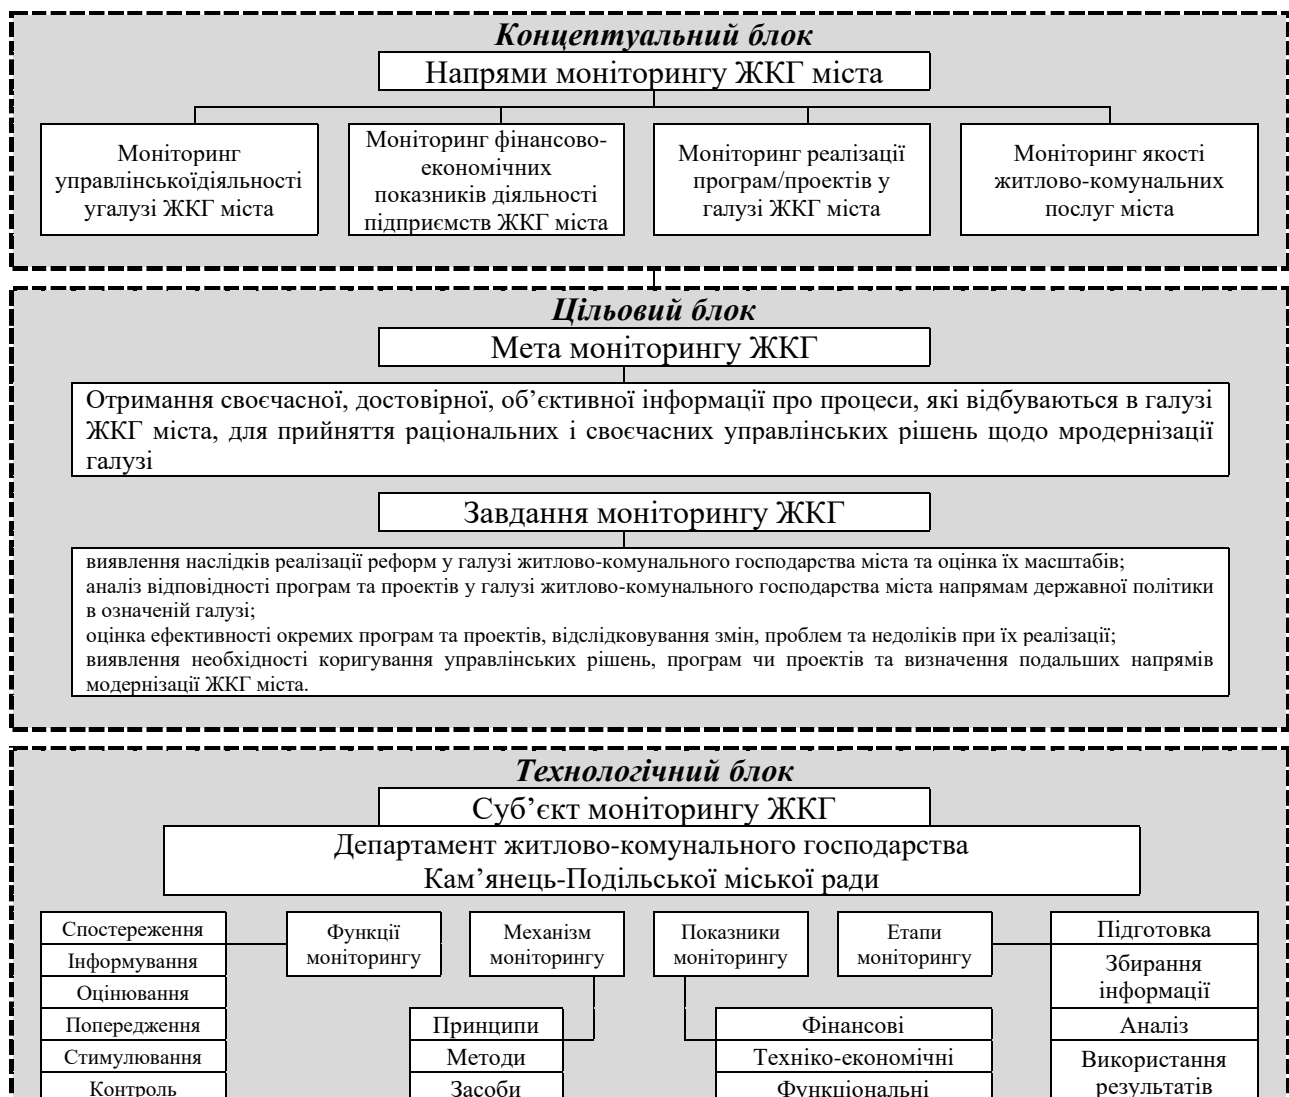 Концептуальний блок
Напрями моніторингу ЖКГ міста
Моніторинг
управлінськоїдіяльності
угалузі ЖКГ міста
Моніторинг фінансово-
економічних
показників діяльності
підприємств ЖКГ міста
Моніторинг реалізації
програм/проектів у
галузі ЖКГ міста
Моніторинг якості
житлово-комунальних
послуг міста
Цільовий блок
Мета моніторингу ЖКГ
Отримання своєчасної, достовірної, об’єктивної інформації про процеси, які відбуваються в галузі
ЖКГ міста, для прийняття раціональних і своєчасних управлінських рішень щодо мродернізації
галузі
Завдання моніторингу ЖКГ
виявлення наслідків реалізації реформ у галузі житлово-комунального господарства міста та оцінка їх масштабів;
аналіз відповідності програм та проектів у галузі житлово-комунального господарства міста напрямам державної політики
в означеній галузі;
оцінка ефективності окремих програм та проектів, відслідковування змін, проблем та недоліків при їх реалізації;
виявлення необхідності коригування управлінських рішень, програм чи проектів та визначення подальших напрямів
модернізації ЖКГ міста.
Технологічний блок
Суб’єкт моніторингу ЖКГ
Департамент житлово-комунального господарства
Кам’янець-Подільської міської ради
Спостереження
Інформування
Оцінювання
Попередження
Стимулювання
Контроль
Функції
моніторингу
Механізм
моніторингу
Принципи
Методи
Засоби
Показники
моніторингу
Фінансові
Техніко-економічні
Функціональні
Етапи
моніторингу
Підготовка
Збирання
інформації
Аналіз
Використання
результатів